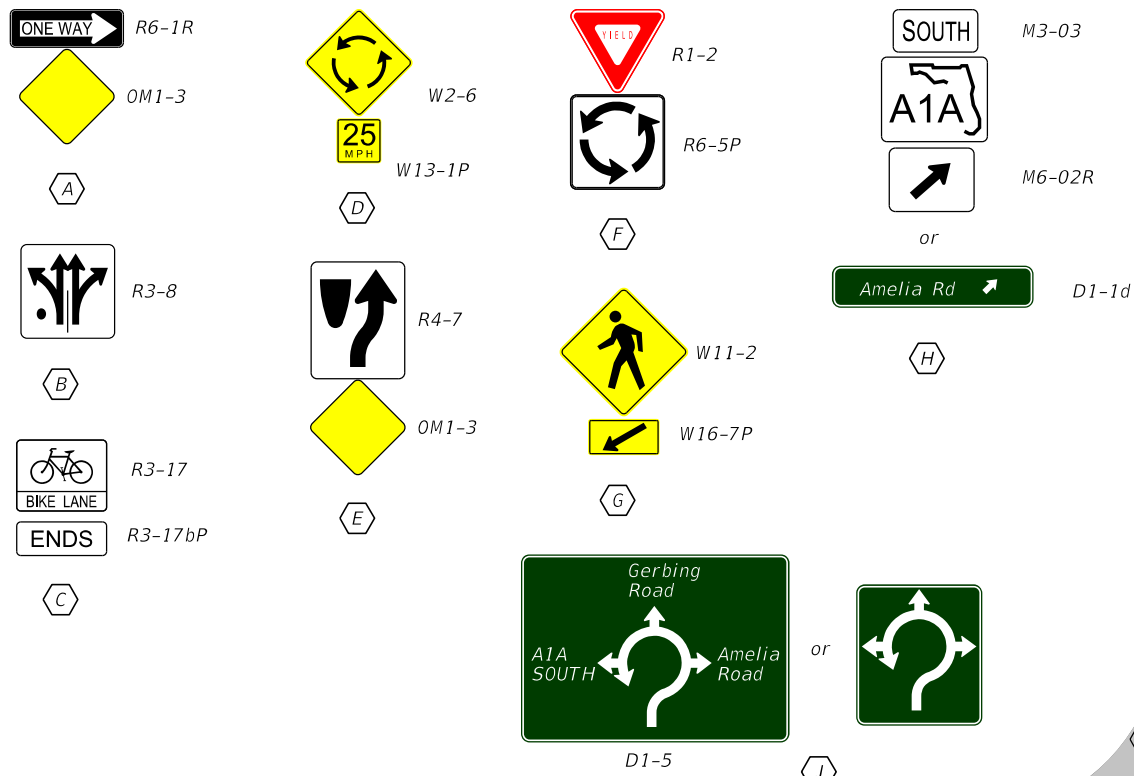 ONE WAY
R6-1R
OM1-3
A
R3-8
B
BIKE LANE
R3-17
ENDS
R3-17bP
C
W2-6
25
MPH
W13-1P
D
R4-7
OM1-3
E
YIELD
R1-2
R6-5P
F
W11-2
W16-7P
G
SOUTH
M3-03
A1A
M6-02R
or
Amelia Rd
D1-1d
H
Gerbing
Road
A1A
SOUTH
Amelia
Road
D1-5
or